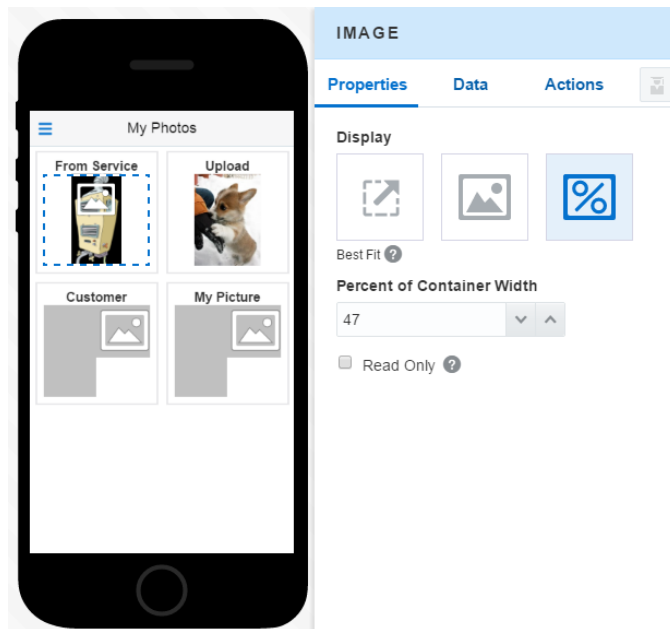 My Photos
From Service
Upload
Customer
My Picture
IMAGE
Properties
Data
Actions
Display
%
Best Fit ?
Percent of Container Width
47
Read Only ?